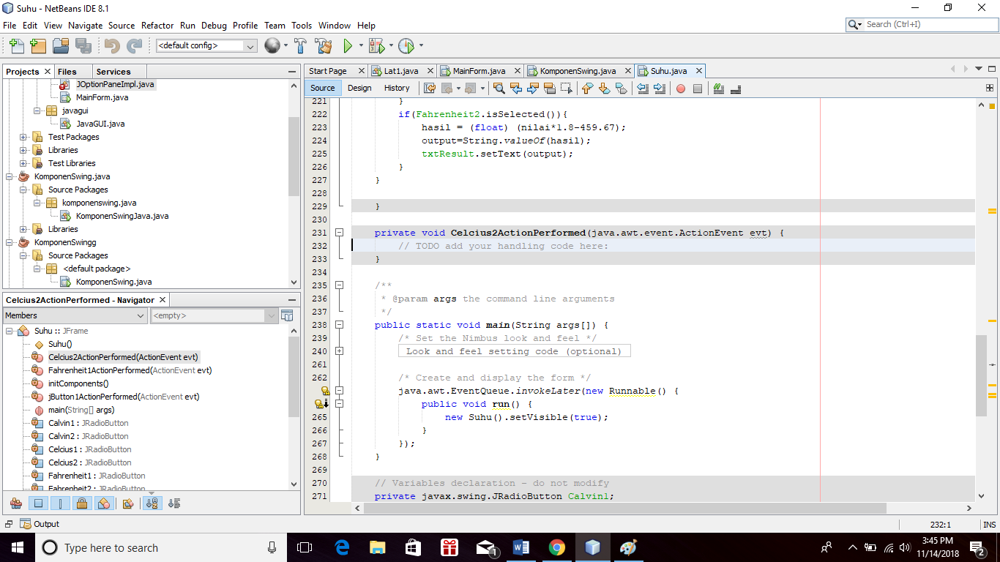 Suhu - NetBeans IDE 8.1
File Edit View Navigate Source Refactor Run Debug Profile Team Tools Window Help
Search (Ctrl+I)
<default config>
Projects Files Services
JOptionPaneImpl.java
MainForm.java
javagui
JavaGUI.java
Test Packages
Libraries
Test Libraries
KomponenSwing.java
Source Packages
komponenswing.java
KomponenSwingJava.java
Libraries
KomponenSwingg
Source Packages
<default package>
KomponenSwing.java
Celcius2ActionPerformed - Navigator
Members <empty>
Suhu :: JFrame
Suhu()
Celcius2ActionPerformed(ActionEvent evt)
Fahrenheit1ActionPerformed(ActionEvent evt)
initComponents()
jButton1ActionPerformed(ActionEvent evt)
main(String[] args)
Calvin1 : JRadioButton
Calvin2 : JRadioButton
Celcius1 : JRadioButton
Celcius2 : JRadioButton
Fahrenheit1 : JRadioButton
Fahrenheit2 : JRadioButton
Start Page Lat1.java MainForm.java KomponenSwing.java Suhu.java
Source Design History
221 }
222 if(Fahrenheit2.isSelected()){
223 hasil = (float) (nilai*1.8-459.67);
224 output=String.valueOf(hasil);
225 txtResult.setText(output);
226 }
227 }
228
229 }
230
231 private void Celcius2ActionPerformed(java.awt.event.ActionEvent evt) {
232 // TODO add your handling code here:
233 }
234
235 /**
236 * @param args the command line arguments
237 */
238 public static void main(String args[]) {
239 /* Set the Nimbus look and feel */
240 Look and feel setting code (optional)
261
262 /* Create and display the form */
java.awt.EventQueue.invokeLater(new Runnable() {
public void run() {
265 new Suhu().setVisible(true);
266 }
267 });
268 }
269
270 // Variables declaration - do not modify
271 private javax.swing.JRadioButton Calvin1;
Output
232:1 INS
Type here to search
1
3:45 PM
11/14/2018
2